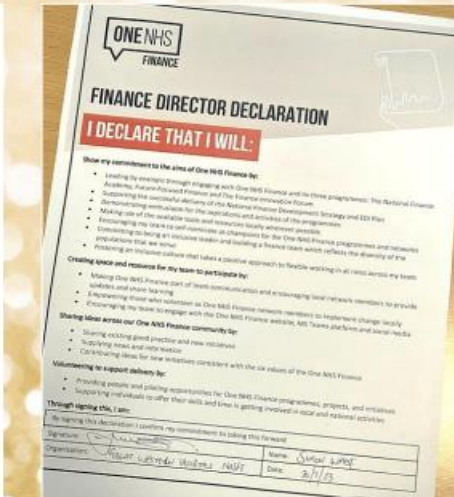 ONE NHS
FINANCE
FINANCE DIRECTOR DECLARATION
I DECLARE THAT I WILL:
Show my commitment to the aims of One NHS Finance by:
• Leading by example through engaging with One NHS Finance and its three programmes: The National Finance
Academy, Future-Focused Finance and The Finance Innovation Forum
• Supporting the successful delivery of the National Finance Development Strategy and EDI Plan
• Demonstrating enthusiasm for the aspirations and activities of the programmes
• Making use of the available tools and resources locally wherever possible
• Encouraging my team to self-nominate as champions for the One NHS Finance programmes and networks
• Committing to being an inclusive leader and building a finance team which reflects the diversity of the
populations that we serve
• Promoting an inclusive culture that takes a positive approach to flexible working in all roles across my team
Creating space and resource for my team to participate by:
• Making One NHS Finance part of team communication and encouraging local network members to provide
updates and share learning
• Empowering those who volunteer as One NHS Finance network members to implement change locally
• Encouraging my team to engage with the One NHS Finance website, MS Teams platform and social media
Sharing ideas across our One NHS Finance community by:
• Sharing existing good practice and new initiatives
• Supplying news and information
• Contributing ideas for new initiatives consistent with the six values of the One NHS Finance
Volunteering to support delivery by:
• Providing people and piloting opportunities for One NHS Finance programmes, projects, and initiatives
• Supporting individuals to offer their skills and time in getting involved in local and national activities
Through signing this, I am:
By signing this declaration I confirm my commitment to taking this forward
Signature: Name: Simon
Organisation: Western Date: